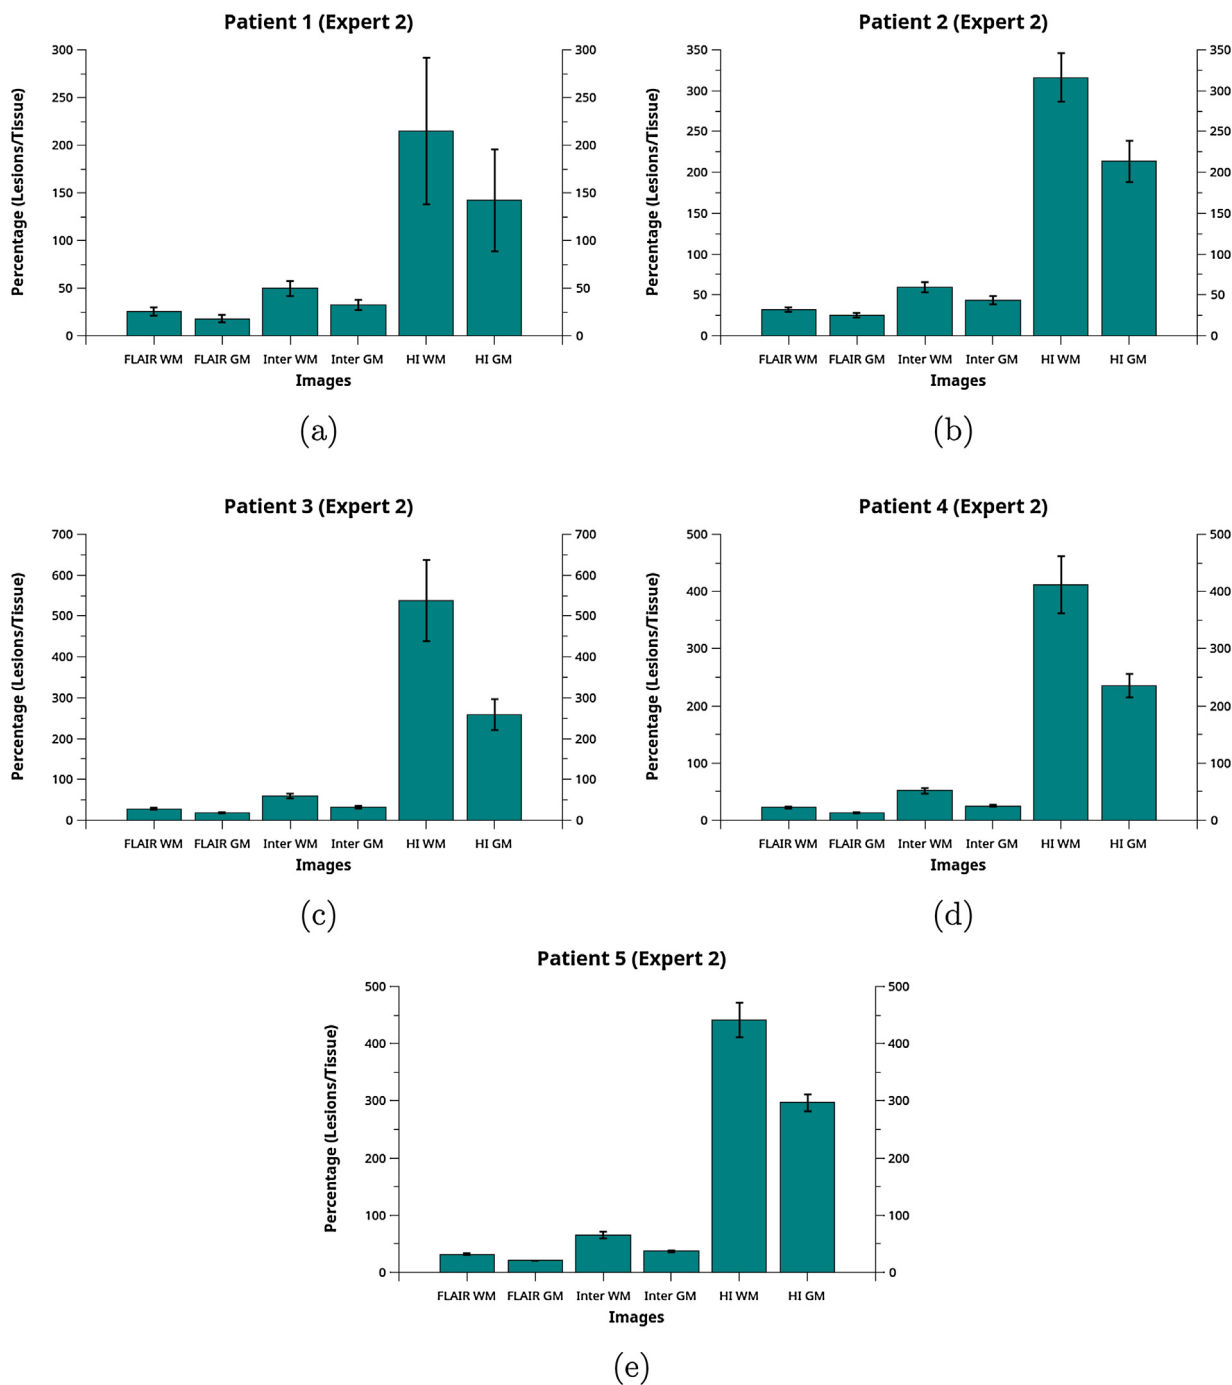 Patient 1 (Expert 2)
Percentage (Lesions/Tissue)
300
250
200
150
100
50
0
300
250
200
150
100
50
0
FLAIR WM FLAIR GM Inter WM Inter GM HI WM HI GM
Images
(a)
Patient 2 (Expert 2)
Percentage (Lesions/Tissue)
350
300
250
200
150
100
50
0
350
300
250
200
150
100
50
0
FLAIR WM FLAIR GM Inter WM Inter GM HI WM HI GM
Images
(b)
Patient 3 (Expert 2)
Percentage (Lesions/Tissue)
700
600
500
400
300
200
100
0
700
600
500
400
300
200
100
0
FLAIR WM FLAIR GM Inter WM Inter GM HI WM HI GM
Images
(c)
Patient 4 (Expert 2)
Percentage (Lesions/Tissue)
500
400
300
200
100
0
500
400
300
200
100
0
FLAIR WM FLAIR GM Inter WM Inter GM HI WM HI GM
Images
(d)
Patient 5 (Expert 2)
Percentage (Lesions/Tissue)
500
400
300
200
100
0
500
400
300
200
100
0
FLAIR WM FLAIR GM Inter WM Inter GM HI WM HI GM
Images
(e)